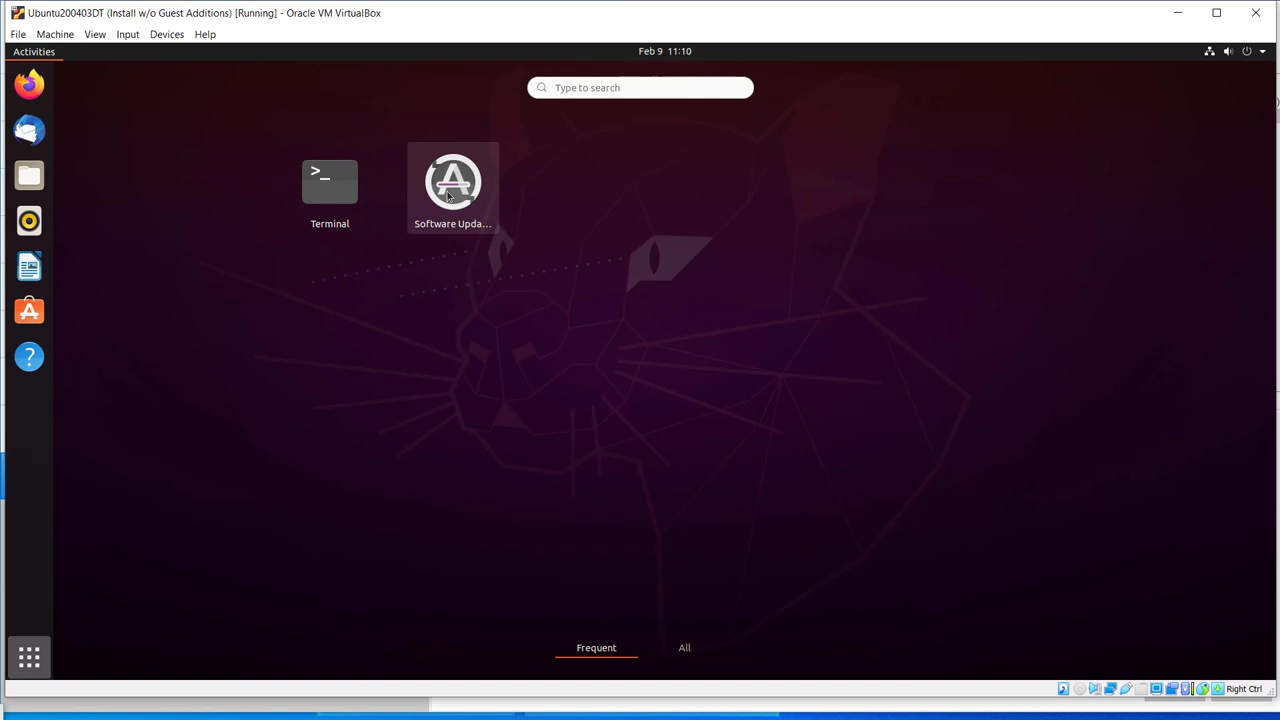 Ubuntu200403DT (Install w/o Guest Additions) [Running] - Oracle VM VirtualBox
File Machine View Input Devices Help
Activities
Feb 9 11:10
Type to search
>_
Terminal
Software Upda...
?
Frequent
All
Right Ctrl